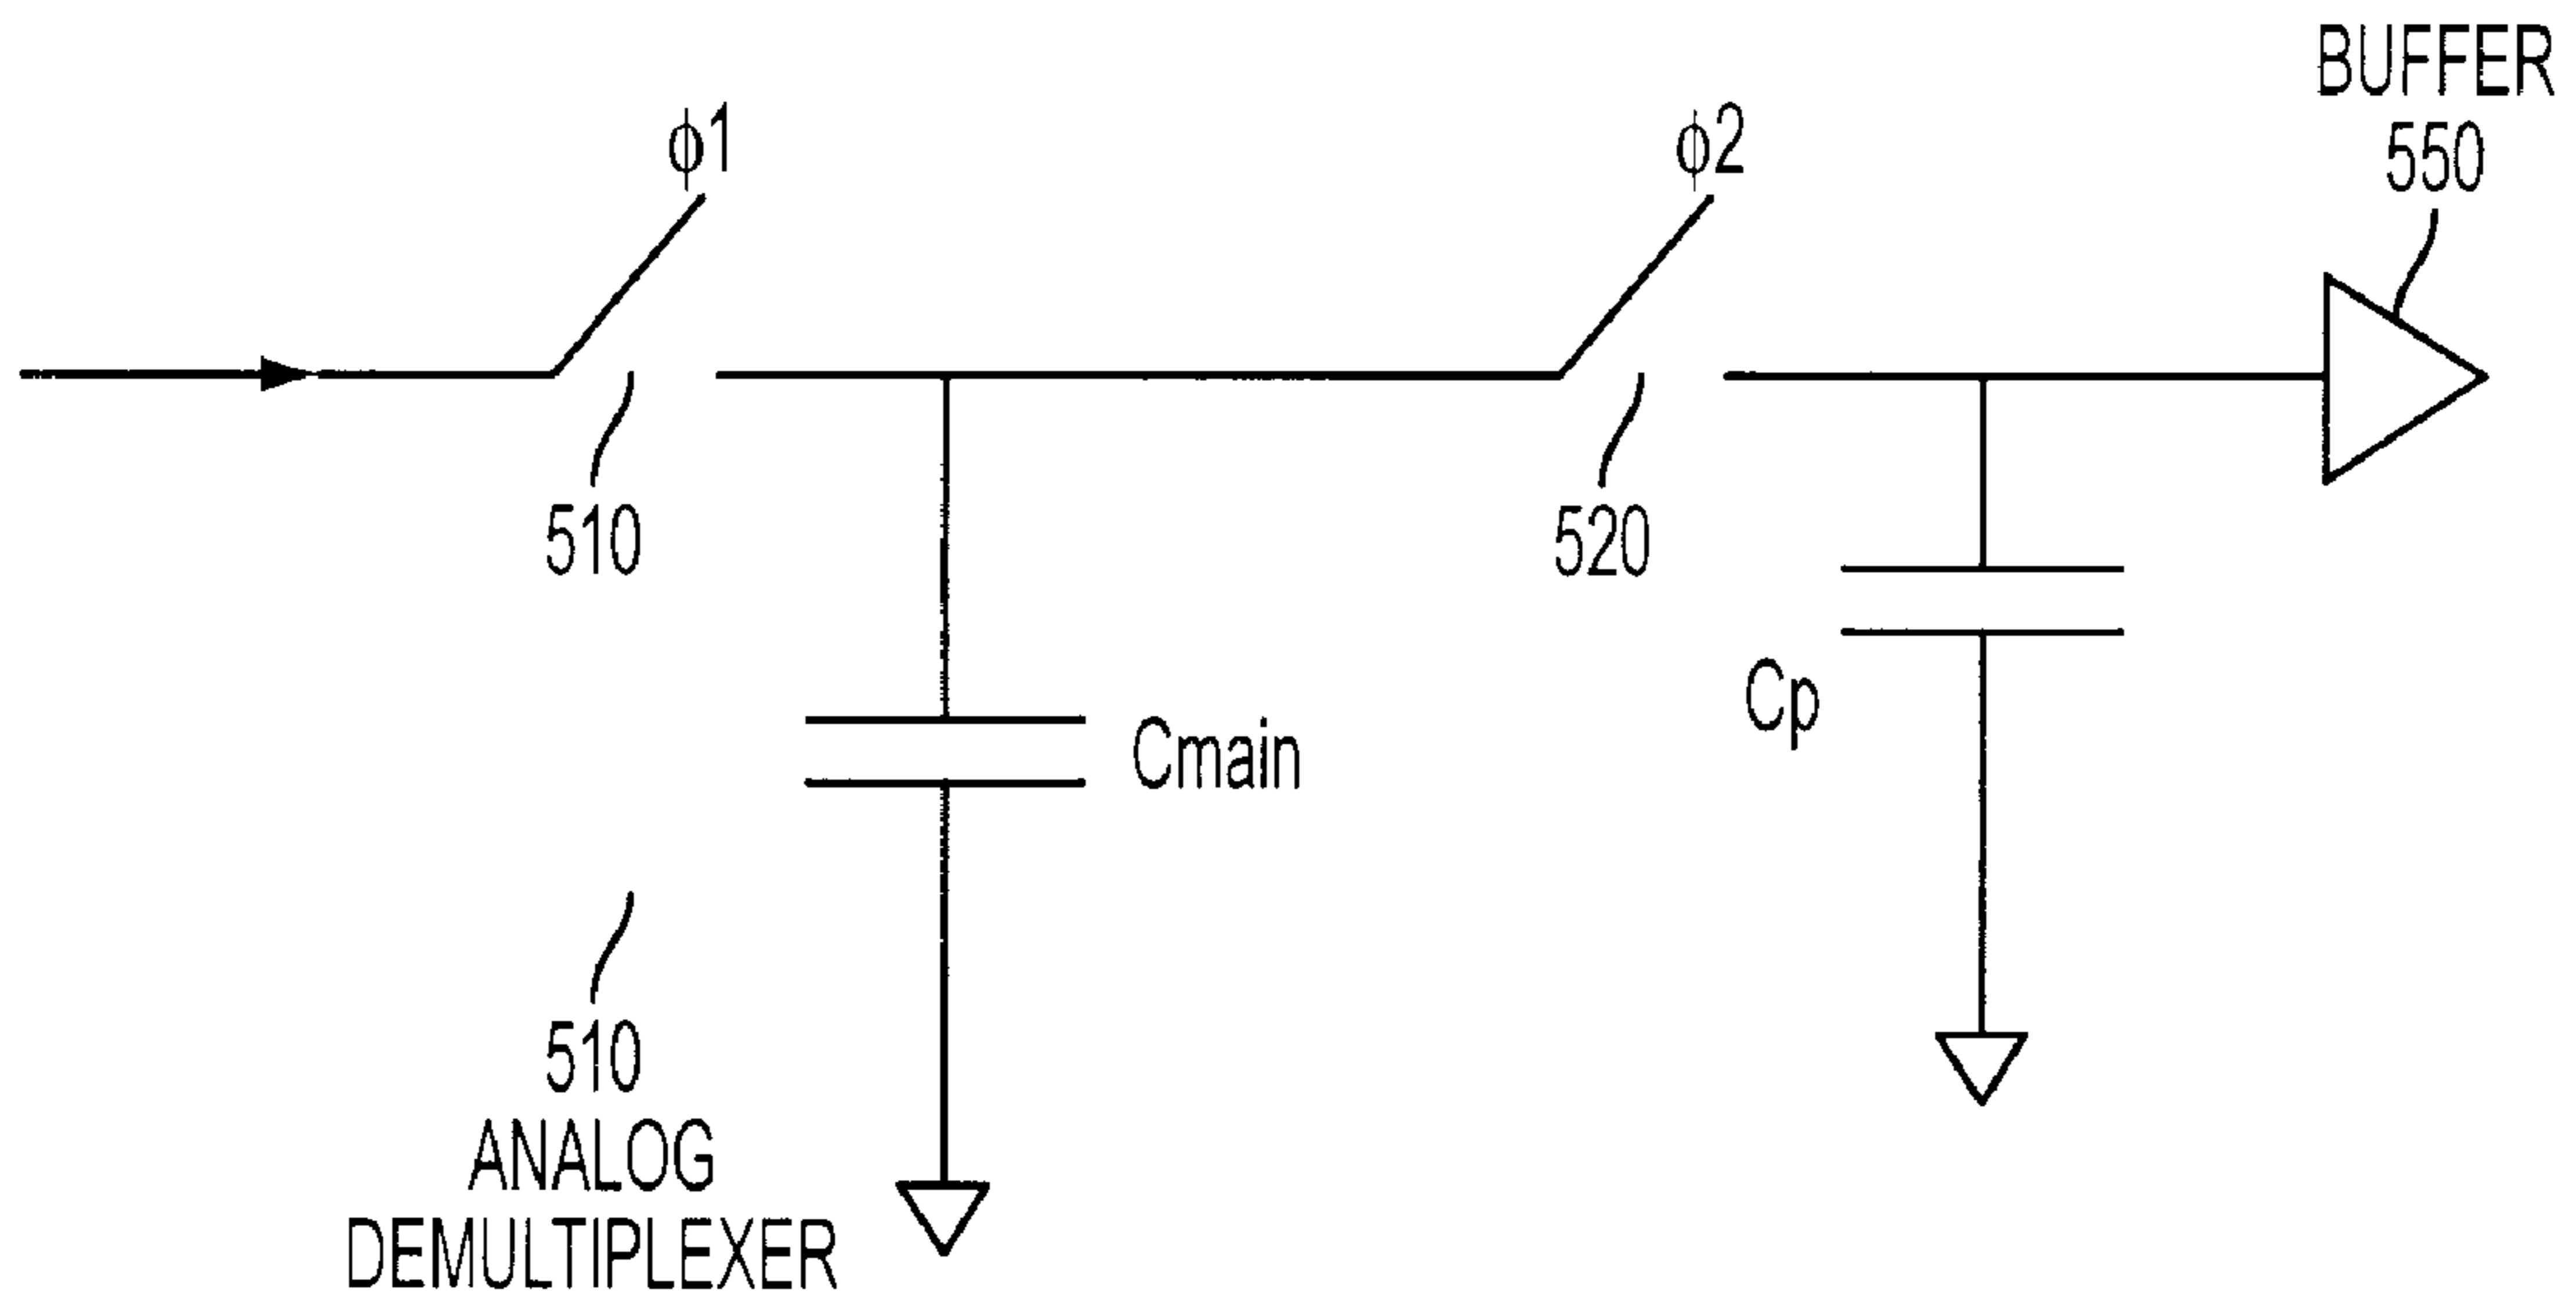 BUFFER
550
ϕ1
ϕ2
510
520
Cmain
Cp
510
ANALOG
DEMULTIPLEXER